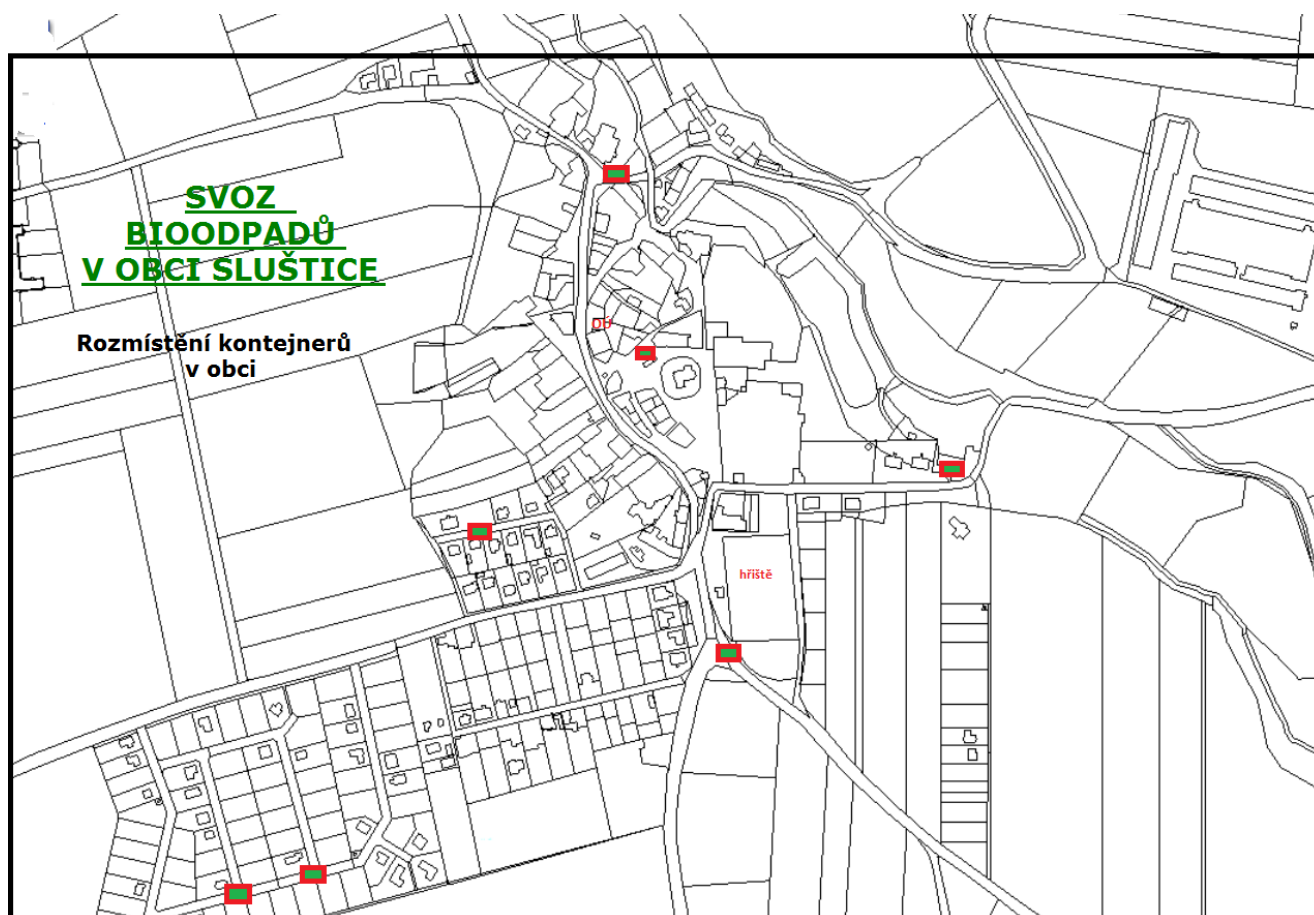 SVOZ
BIOODPADŮ
V OBCI SLUŠTICE
Rozmístění kontejnerů
v obci
OÚ
hřiště